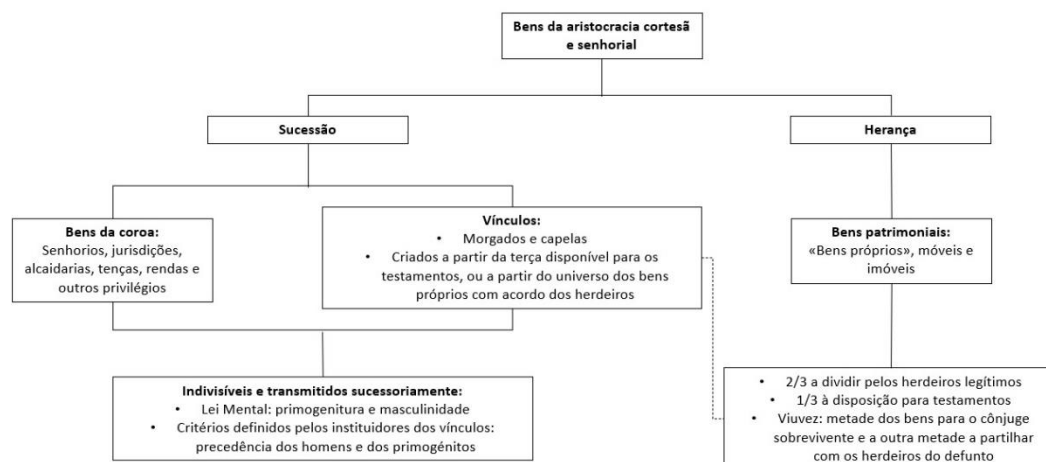 Bens da aristocracia cortesã
e senhorial
Sucessão
Herança
Bens da coroa:
Senhorios, jurisdições,
alcaidarias, tenças, rendas e
outros privilégios
Vínculos:
• Morgados e capelas
• Criados a partir da terça disponível para os
testamentos, ou a partir do universo dos bens
próprios com acordo dos herdeiros
Bens patrimoniais:
«Bens próprios», móveis e
imóveis
Indivisíveis e transmitidos sucessoriamente:
• Lei Mental: primogenitura e masculinidade
• Critérios definidos pelos instituidores dos vínculos:
precedência dos homens e dos primogénitos
• 2/3 a dividir pelos herdeiros legítimos
• 1/3 à disposição para testamentos
• Viuvez: metade dos bens para o cônjuge
sobrevivente e a outra metade a partilhar
com os herdeiros do defunto